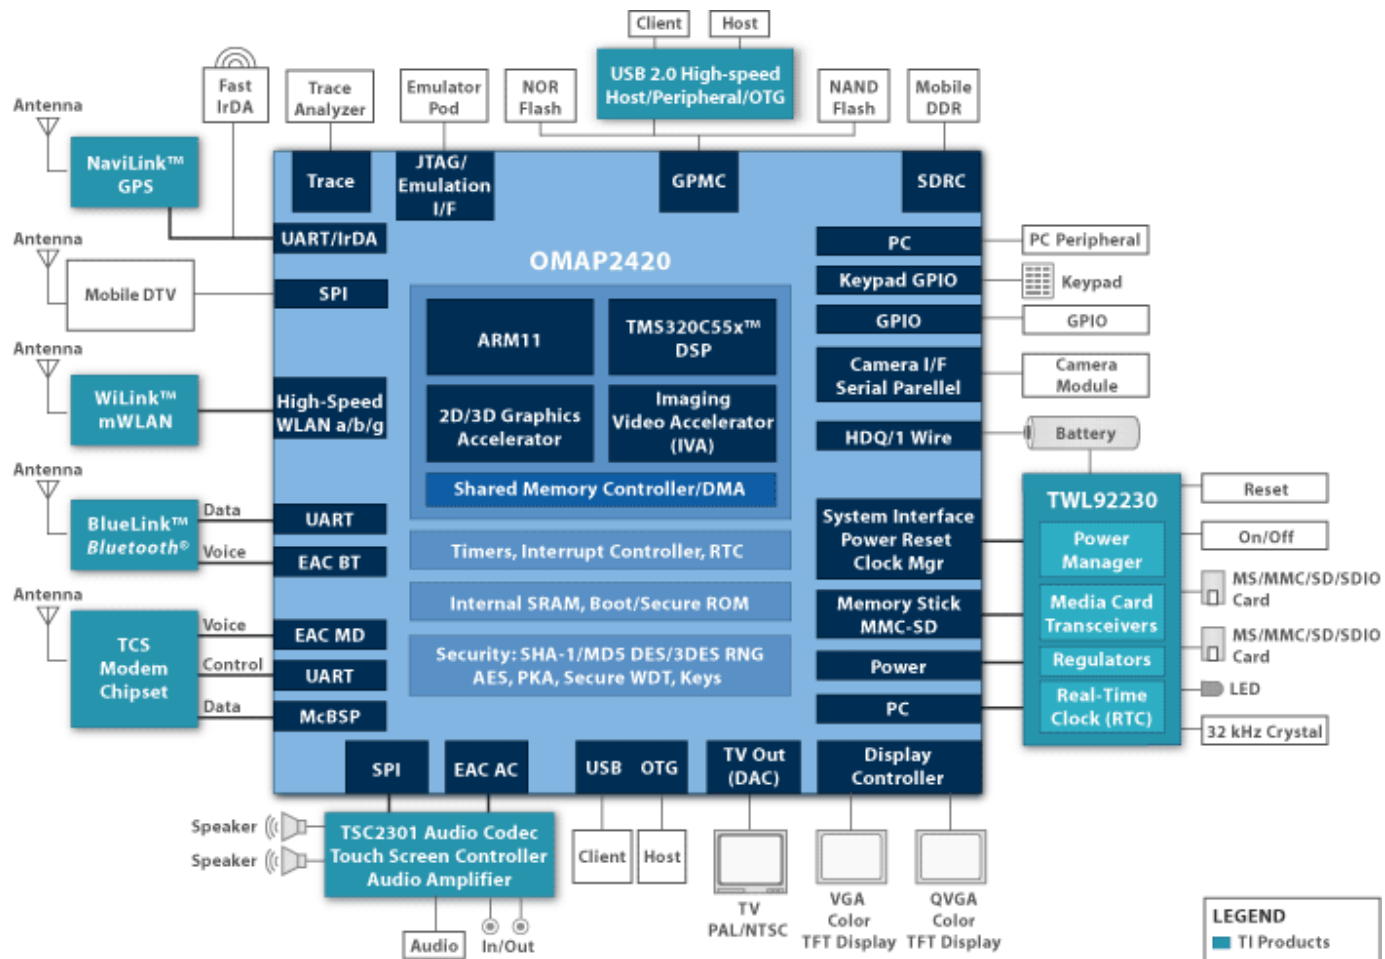 Client
Host
USB 2.0 High-speed
Host/Peripheral/OTG
Fast
IrDA
Trace
Analyzer
Emulator
Pod
NOR
Flash
NAND
Flash
Mobile
DDR
Antenna
NaviLink™
GPS
Trace
JTAG/
Emulation
I/F
GPMC
SDRC
Antenna
Mobile DTV
UART/IrDA
SPI
OMAP2420
PC
PC Peripheral
Keypad GPIO
Keypad
GPIO
GPIO
ARM11
TMS320C55x™
DSP
Camera I/F
Serial Parellel
Camera
Module
Antenna
WiLink™
mWLAN
High-Speed
WLAN a/b/g
2D/3D Graphics
Accelerator
Imaging
Video Accelerator
(IVA)
HDQ/1 Wire
Battery
Shared Memory Controller/DMA
Antenna
BlueLink™
Bluetooth®
Data
Voice
UART
EAC BT
Timers, Interrupt Controller, RTC
System Interface
Power Reset
Clock Mgr
TWL92230
Power
Manager
Media Card
Transceivers
Regulators
Real-Time
Clock (RTC)
Reset
On/Off
MS/MMC/SD/SDIO
Card
MS/MMC/SD/SDIO
Card
LED
32 kHz Crystal
Internal SRAM, Boot/Secure ROM
Memory Stick
MMC-SD
Antenna
TCS
Modem
Chipset
Voice
Control
Data
EAC MD
UART
McBSP
Security: SHA-1/MD5 DES/3DES RNG
AES, PKA, Secure WDT, Keys
Power
PC
SPI
EAC AC
USB
OTG
TV Out
(DAC)
Display
Controller
Speaker
Speaker
TSC2301 Audio Codec
Touch Screen Controller
Audio Amplifier
Client
Host
Audio
In/Out
TV
PAL/NTSC
VGA
Color
TFT Display
QVGA
Color
TFT Display
LEGEND
TI Products